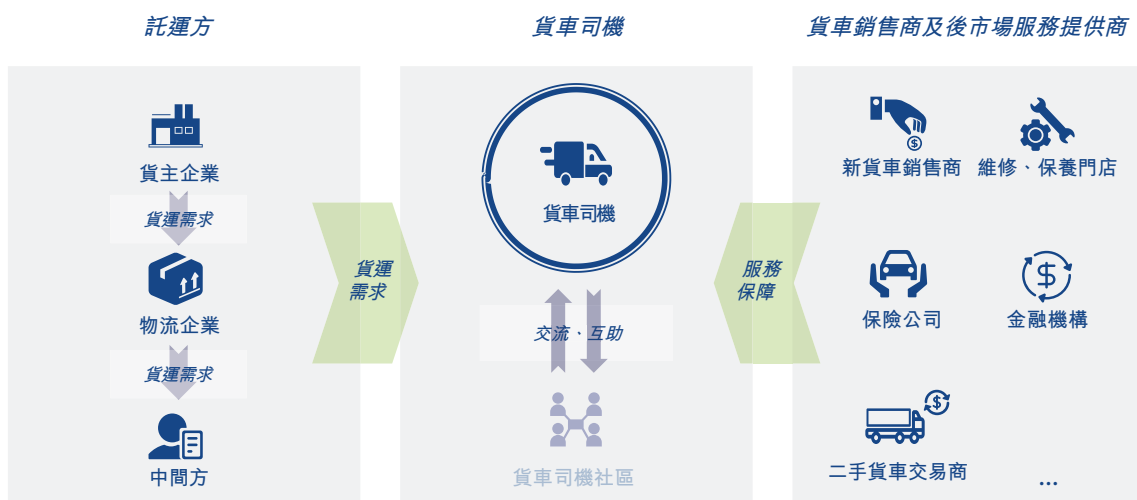 託運方
貨車司機
貨車銷售商及後市場服務提供商
貨主企業
貨運需求
物流企業
貨運需求
中間方
貨運
需求
貨車司機
交流、互助
貨車司機社區
服務
保障
新貨車銷售商
維修、保養門店
保險公司
金融機構
二手貨車交易商
...